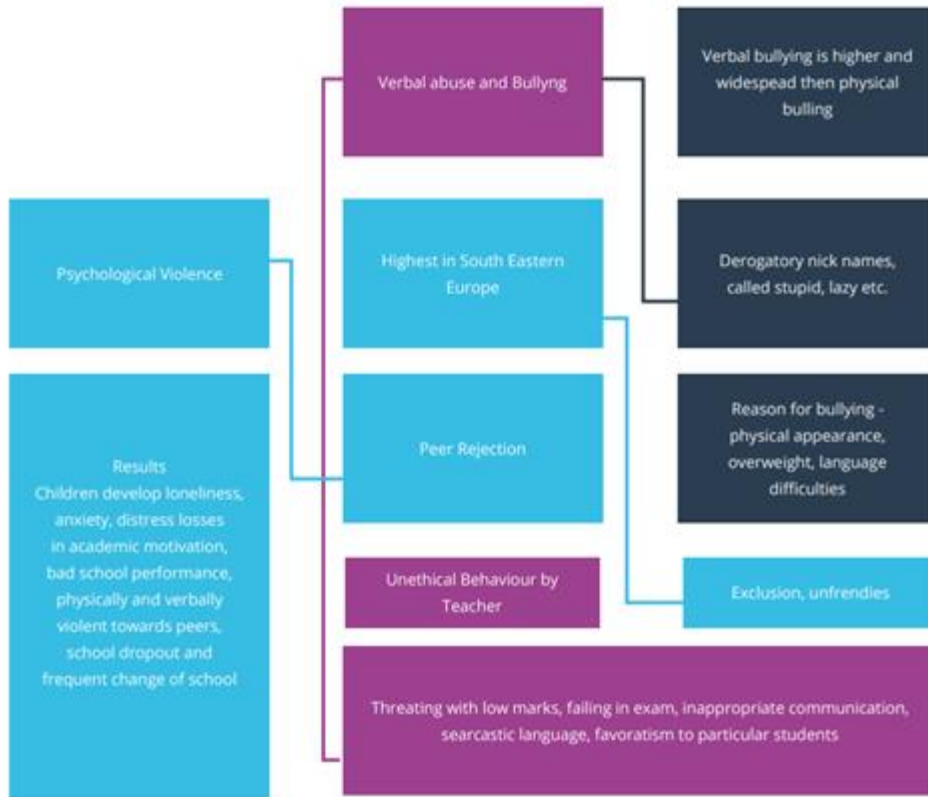 Verbal abuse and Bullyng
Verbal bullying is higher and
widespead then physical
bulling
Psychological Violence
Highest in South Eastern
Europe
Derogatory nick names,
called stupid, lazy etc.
Results
Children develop loneliness,
anxiety, distress losses
in academic motivation,
bad school performance,
physically and verbally
violent towards peers,
school dropout and
frequent change of school
Peer Rejection
Reason for bullying -
physical appearance,
overweight, language
difficulties
Unethical Behaviour by
Teacher
Exclusion, unfrendies
Threating with low marks, failing in exam, inappropriate communication,
searcastic language, favoratism to particular students